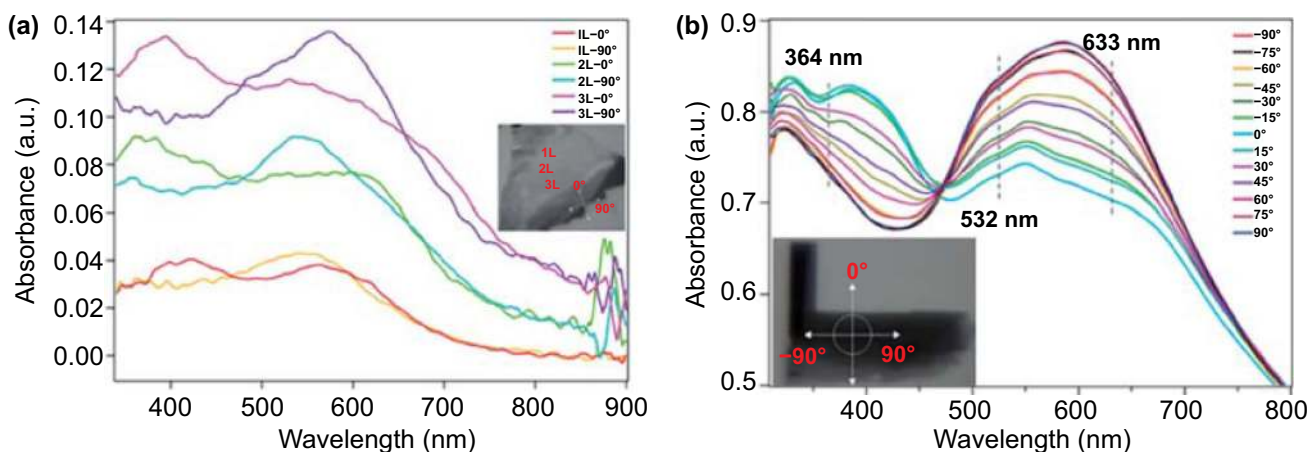 (a)
0.14
0.12
0.10
0.08
0.06
0.04
0.02
0.00
Absorbance (a.u.)
400
500
600
700
800
900
Wavelength (nm)
IL−0°
IL−90°
2L−0°
2L−90°
3L−0°
3L−90°
1L
2L
3L
0°
90°
(b)
0.9
0.8
0.7
0.6
0.5
Absorbance (a.u.)
400
500
600
700
800
Wavelength (nm)
364 nm
532 nm
633 nm
−90°
−75°
−60°
−45°
−30°
−15°
0°
15°
30°
45°
60°
75°
90°
0°
−90°
90°